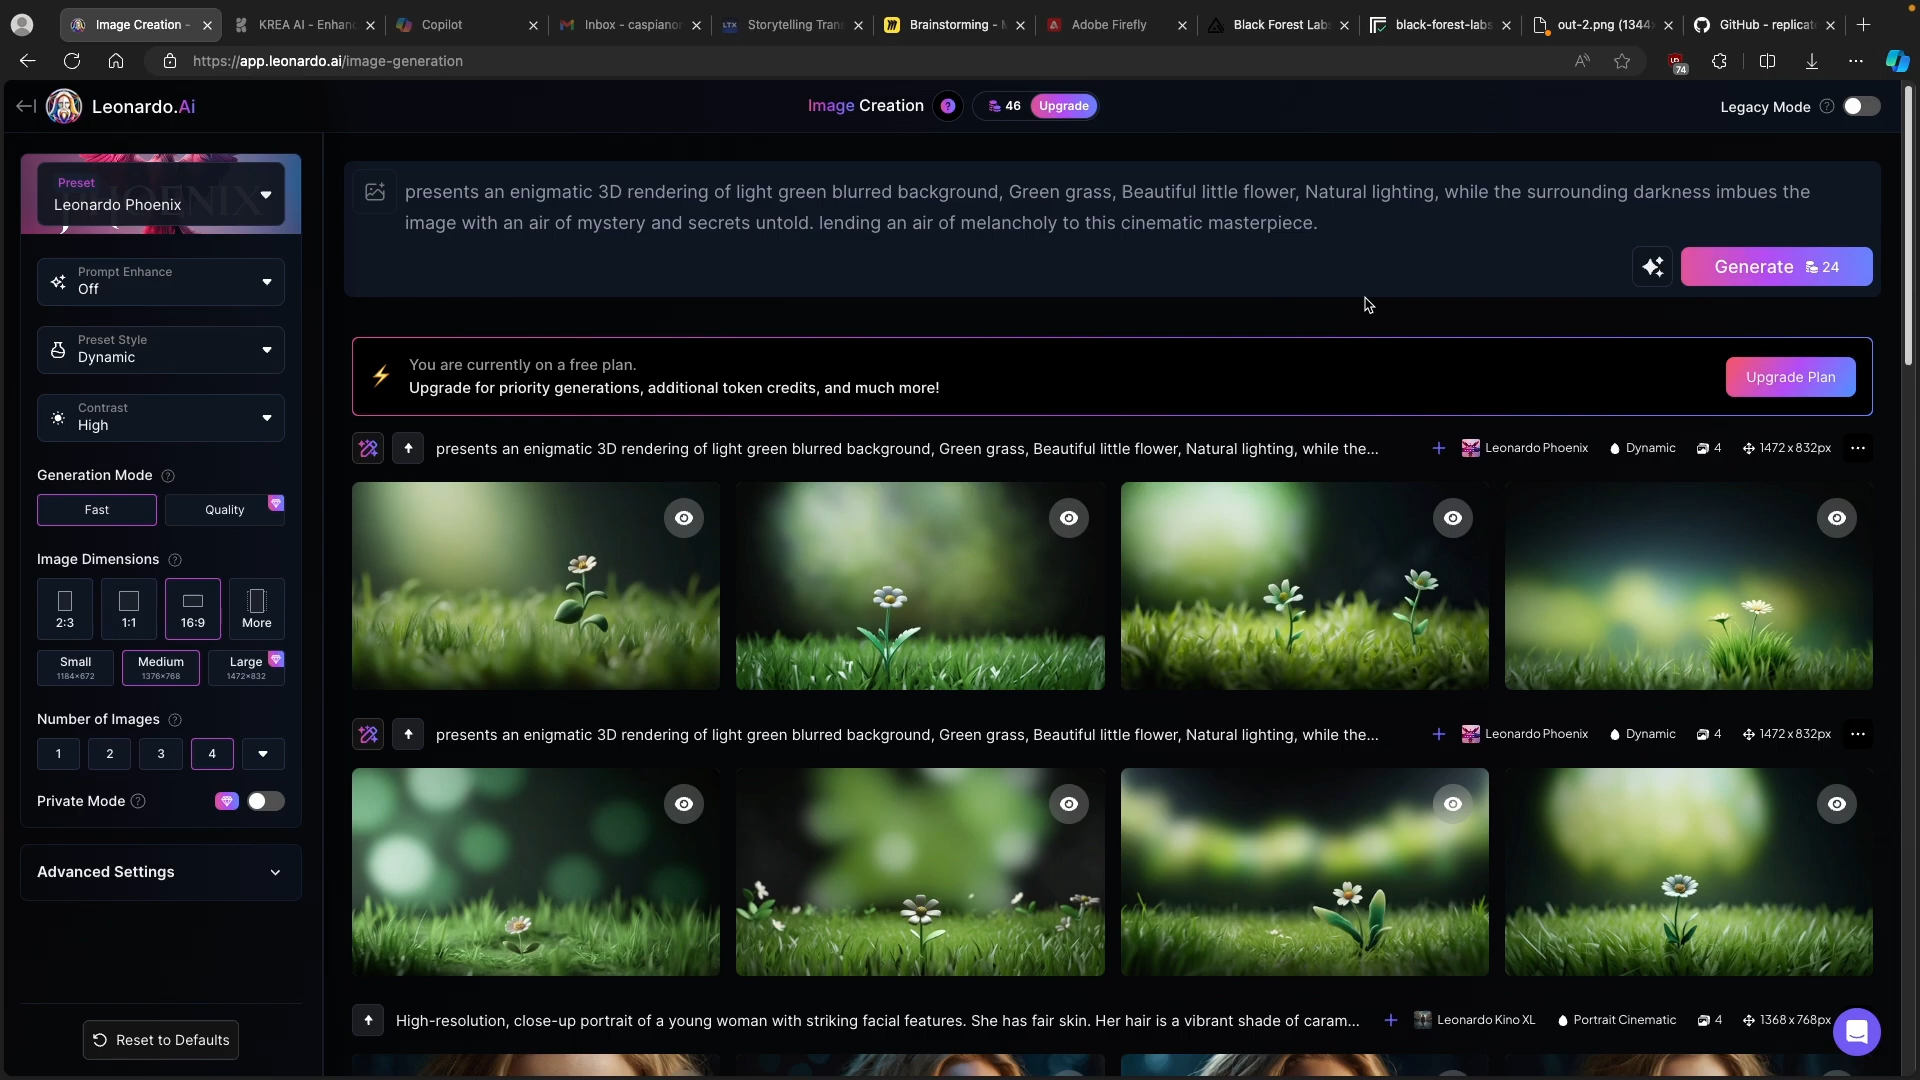 Image Creation -
KREA AI - Enhanc
Copilot
Inbox - caspiano
LTX
Storytelling Tran
Brainstorming -
Adobe Firefly
Black Forest Lab
black-forest-labs
out-2.png (1344
GitHub - replicat
https://app.leonardo.ai/image-generation
74
Leonardo.Ai
Image Creation
46
Upgrade
Legacy Mode
Preset
Leonardo Phoenix
Prompt Enhance
Off
Preset Style
Dynamic
Contrast
High
Generation Mode
Fast
Quality
Image Dimensions
2:3
1:1
16:9
More
Small
1184×672
Medium
1376×768
Large
1472×832
Number of Images
1
2
3
4
Private Mode
Advanced Settings
Reset to Defaults
presents an enigmatic 3D rendering of light green blurred background, Green grass, Beautiful little flower, Natural lighting, while the surrounding darkness imbues the
image with an air of mystery and secrets untold. lending an air of melancholy to this cinematic masterpiece.
Generate 24
You are currently on a free plan.
Upgrade for priority generations, additional token credits, and much more!
Upgrade Plan
presents an enigmatic 3D rendering of light green blurred background, Green grass, Beautiful little flower, Natural lighting, while the...
Leonardo Phoenix
Dynamic
4
1472 x 832px
presents an enigmatic 3D rendering of light green blurred background, Green grass, Beautiful little flower, Natural lighting, while the...
Leonardo Phoenix
Dynamic
4
1472 x 832px
High-resolution, close-up portrait of a young woman with striking facial features. She has fair skin. Her hair is a vibrant shade of caram...
Leonardo Kino XL
Portrait Cinematic
4
1368 x 768px